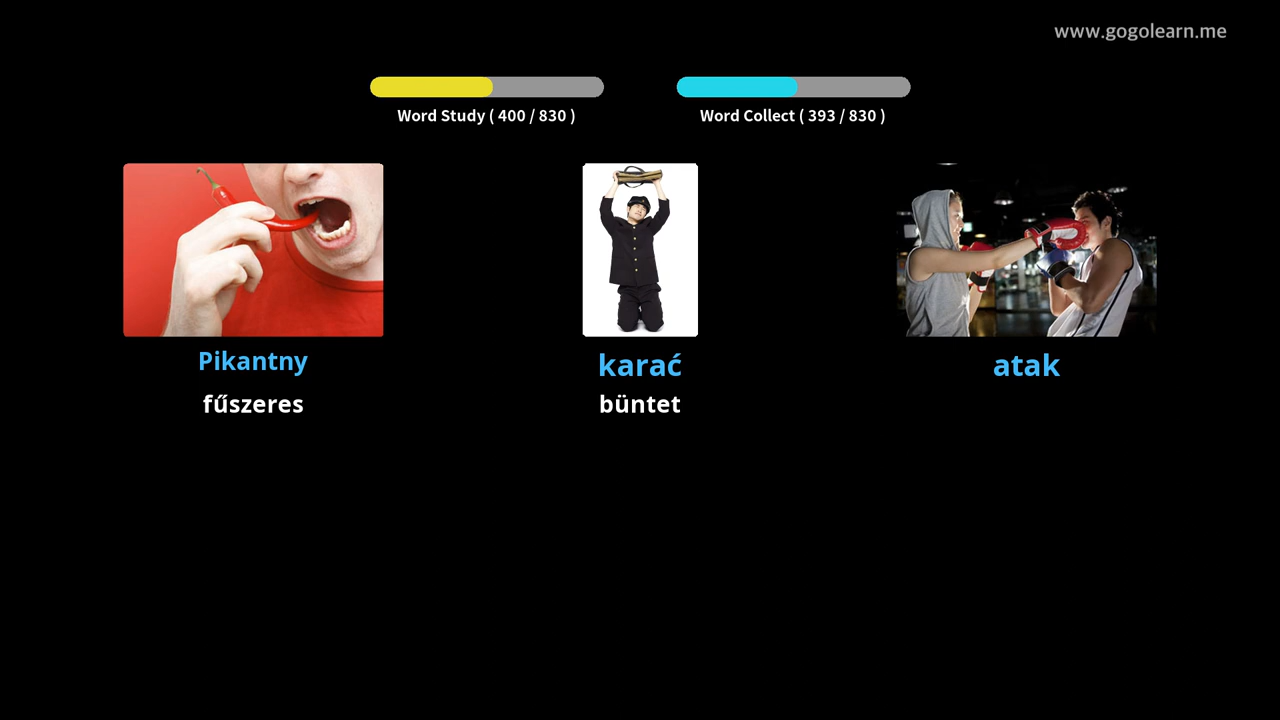 www.gogolearn.me
Word Study ( 400 / 830 )
Word Collect ( 393 / 830 )
Pikantny
karać
atak
fűszeres
büntet